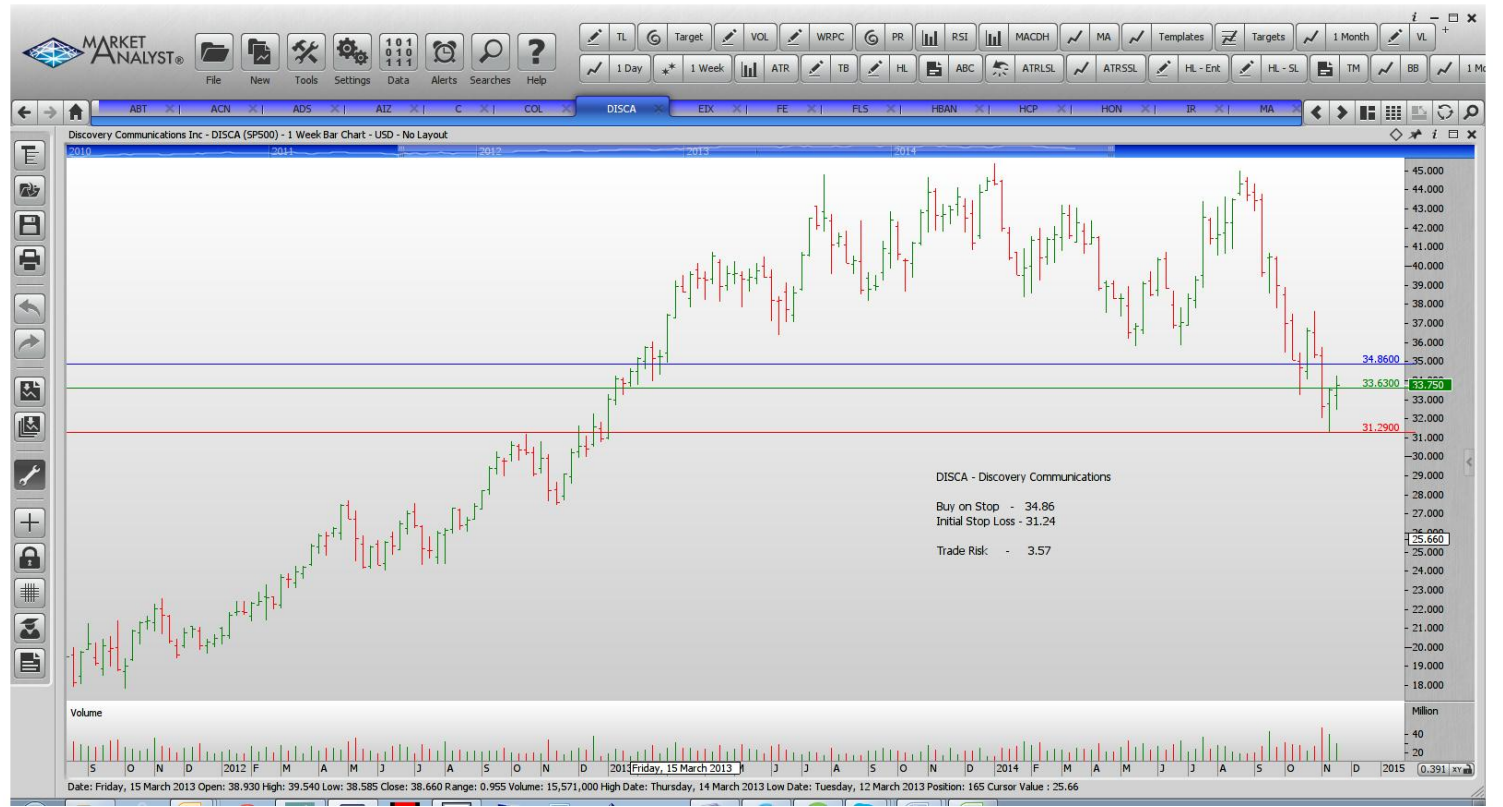 MARKET
ANALYST®
File New Tools Settings Data Alerts Searches Help
TL Target VOL WRPC PR RSI MACDH MA Templates Targets 1 Month VL
1 Day 1 Week ATR TB HL ABC ATRLSL ATRSSL HL - Ent HL - SL TM BB
ABT ACN ADS AIZ C COL DISCA EIX FE FLS HBAN HCP HON IR MA
Discovery Communications Inc - DISCA (SP500) - 1 Week Bar Chart - USD - No Layout
2010 2011 2012 2013 2014
45.000
44.000
43.000
42.000
41.000
40.000
39.000
38.000
37.000
36.000
34.8600 35.000
33.6300 33.750
33.000
32.000
31.2900
31.000
30.000
DISCA - Discovery Communications
29.000
28.000
Buy on Stop - 34.86
27.000
Initial Stop Loss - 31.24
25.660
Trade Risk - 3.57
25.000
24.000
23.000
22.000
21.000
20.000
19.000
18.000
Volume Million
40
20
S O N D 2012 F M A M J J A S O N D 2013 Friday, 15 March 2013 J J A S O N D 2014 F M A M J J A S O N D 2015 0.391 XY
Date: Friday, 15 March 2013 Open: 38.930 High: 39.540 Low: 38.585 Close: 38.660 Range: 0.955 Volume: 15,571,000 High Date: Thursday, 14 March 2013 Low Date: Tuesday, 12 March 2013 Position: 165 Cursor Value : 25.66